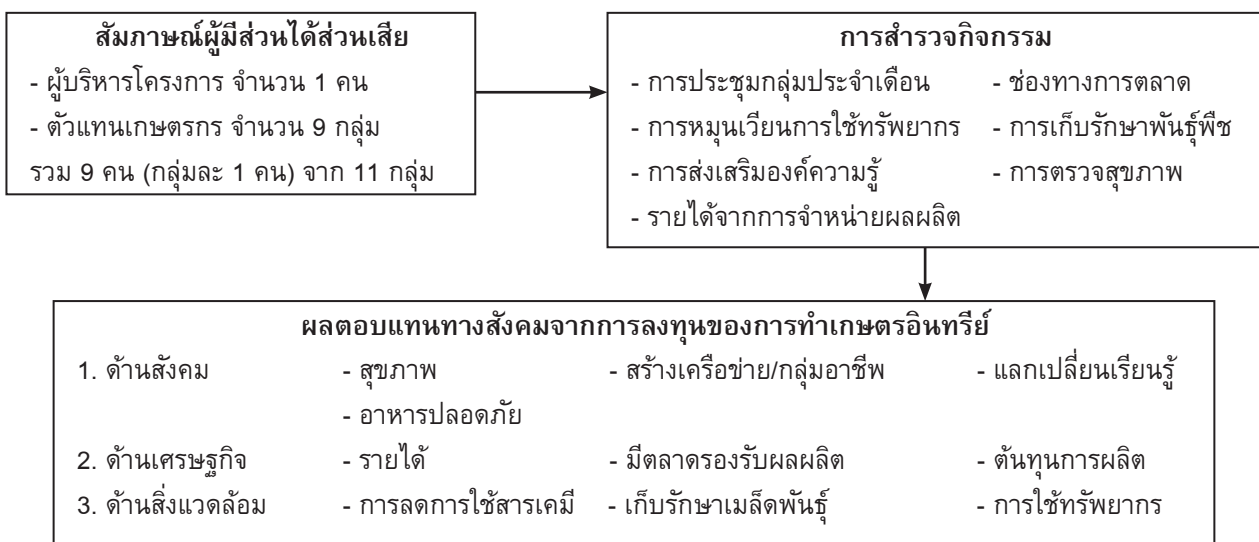 สัมภาษณ์ผู้มีส่วนได้ส่วนเสีย
- ผู้บริหารโครงการ จำนวน 1 คน
- ตัวแทนเกษตรกร จำนวน 9 กลุ่ม
รวม 9 คน (กลุ่มละ 1 คน) จาก 11 กลุ่ม
การสำรวจกิจกรรม
- การประชุมกลุ่มประจำเดือน - ช่องทางการตลาด
- การหมุนเวียนการใช้ทรัพยากร - การเก็บรักษาพันธุ์พืช
- การส่งเสริมองค์ความรู้ - การตรวจสุขภาพ
- รายได้จากการจำหน่ายผลผลิต
ผลตอบแทนทางสังคมจากการลงทุนของการทำเกษตรอินทรีย์
1. ด้านสังคม - สุขภาพ - สร้างเครือข่าย/กลุ่มอาชีพ - แลกเปลี่ยนเรียนรู้
- อาหารปลอดภัย
2. ด้านเศรษฐกิจ - รายได้ - มีตลาดรองรับผลผลิต - ต้นทุนการผลิต
3. ด้านสิ่งแวดล้อม - การลดการใช้สารเคมี - เก็บรักษาเมล็ดพันธุ์ - การใช้ทรัพยากร